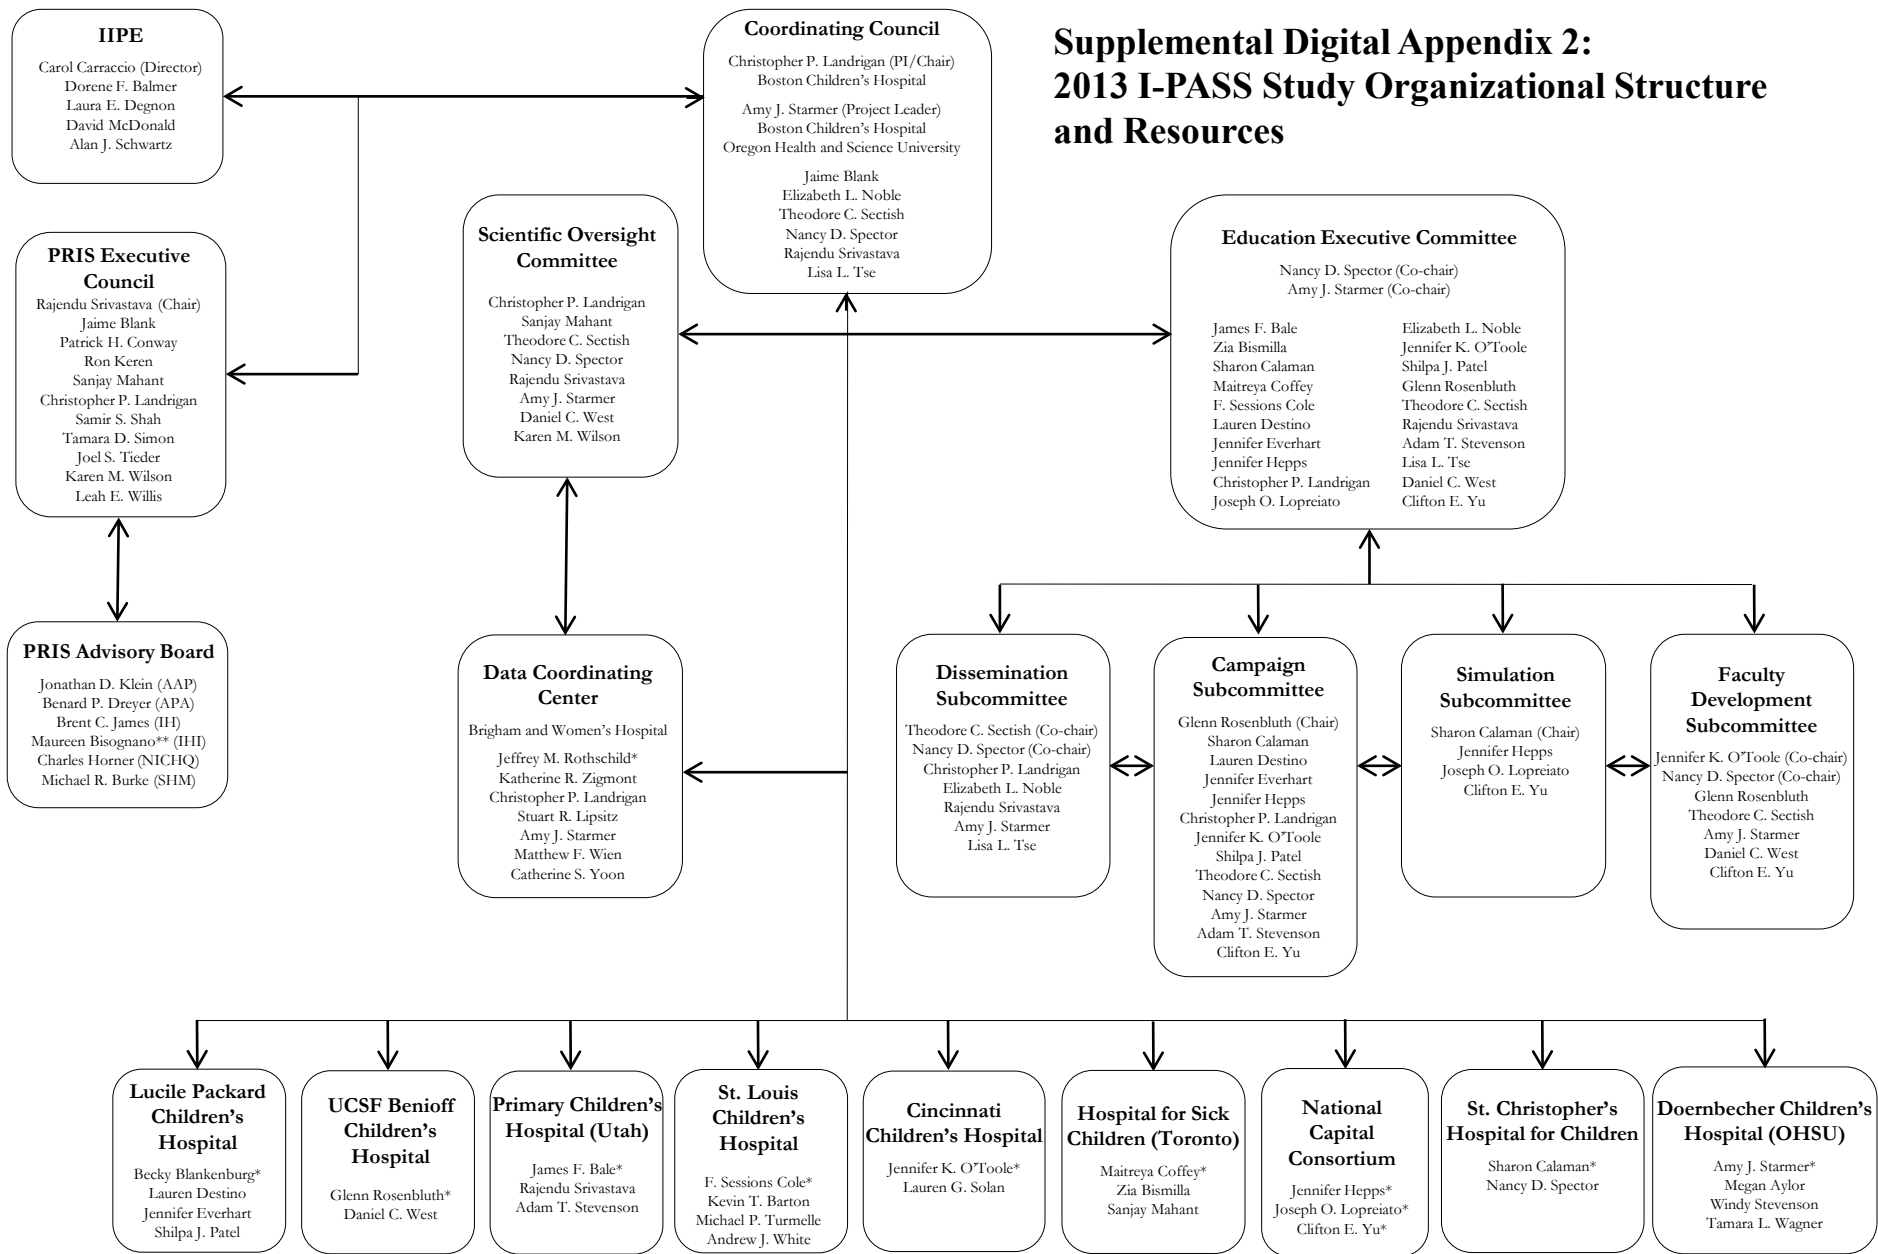 Supplemental Digital Appendix 2:
2013 I-PASS Study Organizational Structure
and Resources
IIPE
Carol Carraccio (Director)
Dorene F. Balmer
Laura E. Degnon
David McDonald
Alan J. Schwartz
Coordinating Council
Christopher P. Landrigan (PI/Chair)
Boston Children's Hospital
Amy J. Starmer (Project Leader)
Boston Children's Hospital
Oregon Health and Science University
Jaime Blank
Elizabeth L. Noble
Theodore C. Sectish
Nancy D. Spector
Rajendu Srivastava
Lisa L. Tse
PRIS Executive
Council
Rajendu Srivastava (Chair)
Jaime Blank
Patrick H. Conway
Ron Keren
Sanjay Mahant
Christopher P. Landrigan
Samir S. Shah
Tamara D. Simon
Joel S. Tieder
Karen M. Wilson
Leah E. Willis
Scientific Oversight
Committee
Christopher P. Landrigan
Sanjay Mahant
Theodore C. Sectish
Nancy D. Spector
Rajendu Srivastava
Amy J. Starmer
Daniel C. West
Karen M. Wilson
Education Executive Committee
Nancy D. Spector (Co-chair)
Amy J. Starmer (Co-chair)
James F. Bale
Zia Bismilla
Sharon Calaman
Maitreya Coffey
F. Sessions Cole
Lauren Destino
Jennifer Everhart
Jennifer Hepps
Christopher P. Landrigan
Joseph O. Lopreiato
Elizabeth L. Noble
Jennifer K. O'Toole
Shilpa J. Patel
Glenn Rosenbluth
Theodore C. Sectish
Rajendu Srivastava
Adam T. Stevenson
Lisa L. Tse
Daniel C. West
Clifton E. Yu
PRIS Advisory Board
Jonathan D. Klein (AAP)
Benard P. Dreyer (APA)
Brent C. James (IH)
Maureen Bisognano** (IHI)
Charles Horner (NICHQ)
Michael R. Burke (SHM)
Data Coordinating
Center
Brigham and Women's Hospital
Jeffrey M. Rothschild*
Katherine R. Zigmont
Christopher P. Landrigan
Stuart R. Lipsitz
Amy J. Starmer
Matthew F. Wien
Catherine S. Yoon
Dissemination
Subcommittee
Theodore C. Sectish (Co-chair)
Nancy D. Spector (Co-chair)
Christopher P. Landrigan
Elizabeth L. Noble
Rajendu Srivastava
Amy J. Starmer
Lisa L. Tse
Campaign
Subcommittee
Glenn Rosenbluth (Chair)
Sharon Calaman
Lauren Destino
Jennifer Everhart
Jennifer Hepps
Christopher P. Landrigan
Jennifer K. O'Toole
Shilpa J. Patel
Theodore C. Sectish
Nancy D. Spector
Amy J. Starmer
Adam T. Stevenson
Clifton E. Yu
Simulation
Subcommittee
Sharon Calaman (Chair)
Jennifer Hepps
Joseph O. Lopreiato
Clifton E. Yu
Faculty
Development
Subcommittee
Jennifer K. O'Toole (Co-chair)
Nancy D. Spector (Co-chair)
Glenn Rosenbluth
Theodore C. Sectish
Amy J. Starmer
Daniel C. West
Clifton E. Yu
Lucile Packard
Children's
Hospital
Becky Blankenburg*
Lauren Destino
Jennifer Everhart
Shilpa J. Patel
UCSF Benioff
Children's
Hospital
Glenn Rosenbluth*
Daniel C. West
Primary Children's
Hospital (Utah)
James F. Bale*
Rajendu Srivastava
Adam T. Stevenson
St. Louis
Children's
Hospital
F. Sessions Cole*
Kevin T. Barton
Michael P. Turmelle
Andrew J. White
Cincinnati
Children's Hospital
Jennifer K. O'Toole*
Lauren G. Solan
Hospital for Sick
Children (Toronto)
Maitreya Coffey*
Zia Bismilla
Sanjay Mahant
National
Capital
Consortium
Jennifer Hepps*
Joseph O. Lopreiato*
Clifton E. Yu*
St. Christopher's
Hospital for Children
Sharon Calaman*
Nancy D. Spector
Doernbecher Children's
Hospital (OHSU)
Amy J. Starmer*
Megan Aylor
Windy Stevenson
Tamara L. Wagner